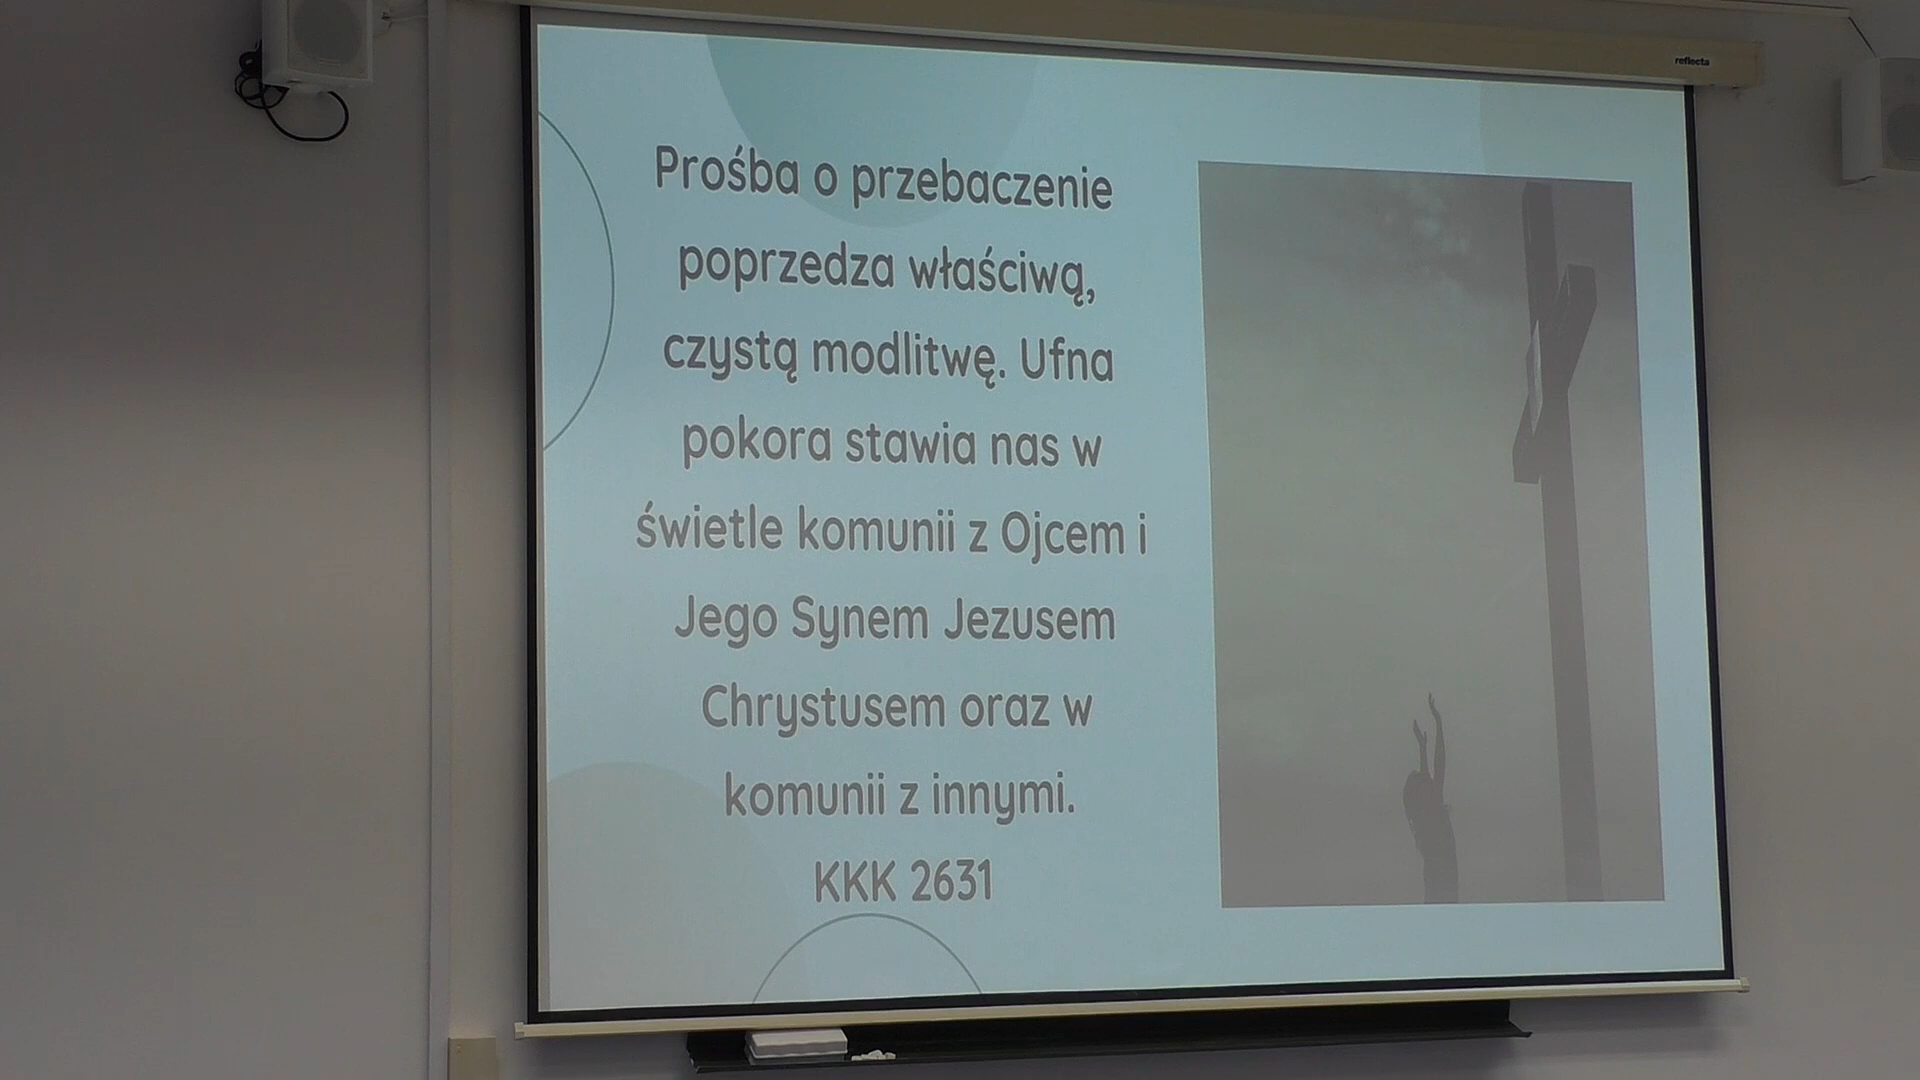 reflecta
Prośba o przebaczenie
poprzedza właściwą,
czystą modlitwę. Ufna
pokora stawia nas w
świetle komunii z Ojcem i
Jego Synem Jezusem
Chrystusem oraz w
komunii z innymi.
KKK 2631